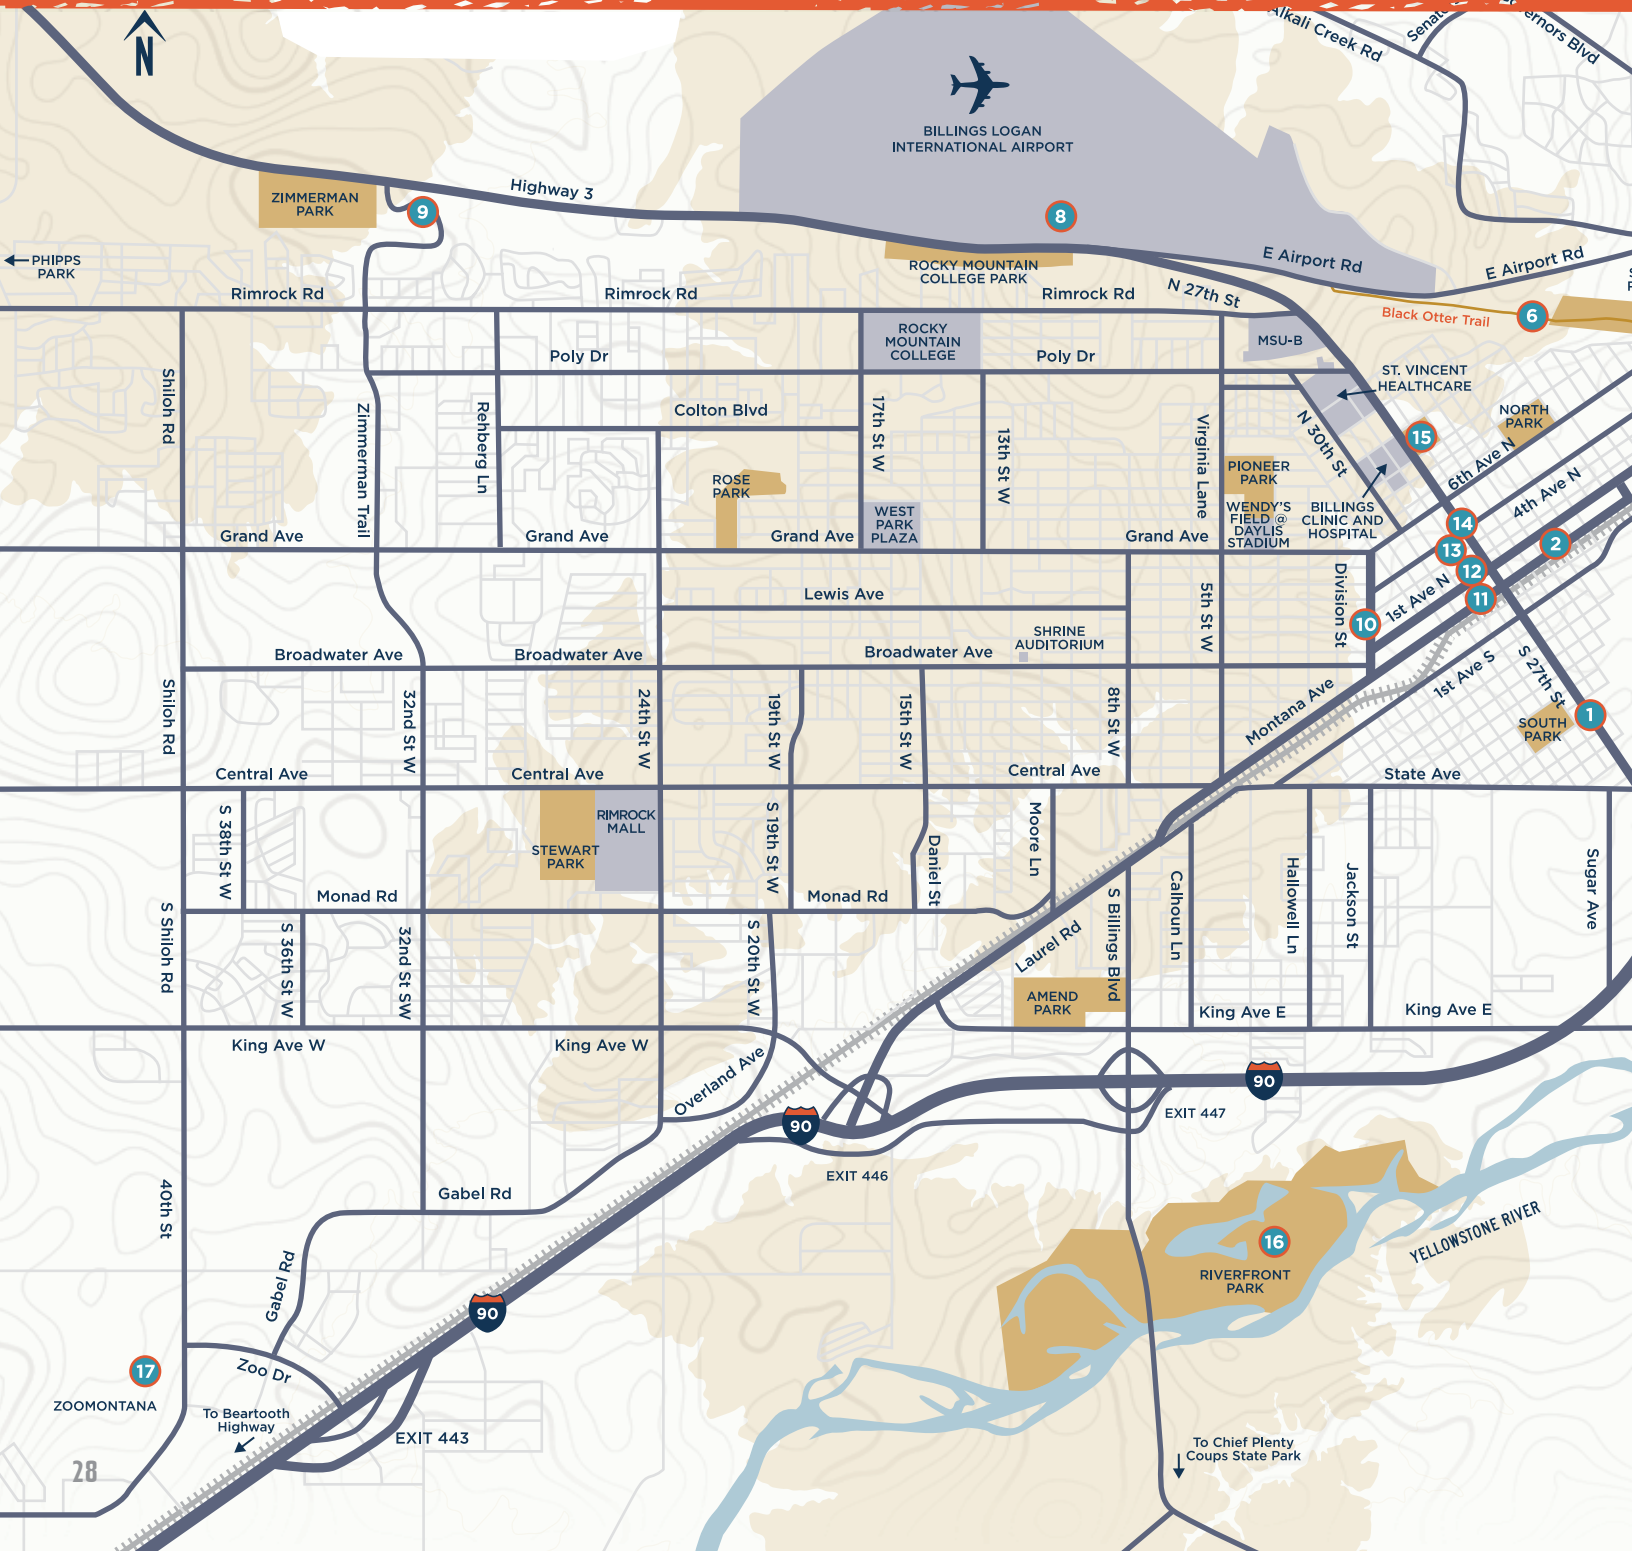 Alkali Creek Rd
N
BILLINGS LOGAN
INTERNATIONAL AIRPORT
Highway 3
ZIMMERMAN
PARK
9
8
PHIPPS
PARK
ROCKY MOUNTAIN
COLLEGE PARK
E Airport Rd
E Airport Rd
Rimrock Rd
Rimrock Rd
Rimrock Rd
N 27th St
Black Otter Trail
6
ROCKY
MOUNTAIN
COLLEGE
MSU-B
Poly Dr
Poly Dr
ST. VINCENT
HEALTHCARE
Shiloh Rd
Zimmerman Trail
Rehberg Ln
Colton Blvd
17th St W
13th St W
Virginia Lane
N 30th St
NORTH
PARK
15
6th Ave N
4th Ave N
ROSE
PARK
PIONEER
PARK
WENDY'S
FIELD @
DAYLIS
STADIUM
BILLINGS
CLINIC AND
HOSPITAL
WEST
PARK
PLAZA
Grand Ave
Grand Ave
Grand Ave
Grand Ave
14
13
2
12
11
10
1st Ave N
Division St
Lewis Ave
5th St W
SHRINE
AUDITORIUM
Broadwater Ave
Broadwater Ave
Broadwater Ave
Shiloh Rd
32nd St W
24th St W
19th St W
15th St W
8th St W
Montana Ave
1st Ave S
S 27th St
1
SOUTH
PARK
Central Ave
Central Ave
Central Ave
State Ave
S 38th St W
RIMROCK
MALL
STEWART
PARK
S 19th St W
Daniel St
Moore Ln
Calhoun Ln
Hallowell Ln
Jackson St
Sugar Ave
Monad Rd
Monad Rd
S Shiloh Rd
S 36th St W
32nd St SW
S 20th St W
Laurel Rd
S Billings Blvd
AMEND
PARK
King Ave E
King Ave E
King Ave W
King Ave W
Overland Ave
90
90
EXIT 447
EXIT 446
40th St
Gabel Rd
Gabel Rd
YELLOWSTONE RIVER
16
RIVERFRONT
PARK
90
17
ZOOMONTANA
Zoo Dr
To Beartooth
Highway
EXIT 443
To Chief Plenty
Coups State Park
28